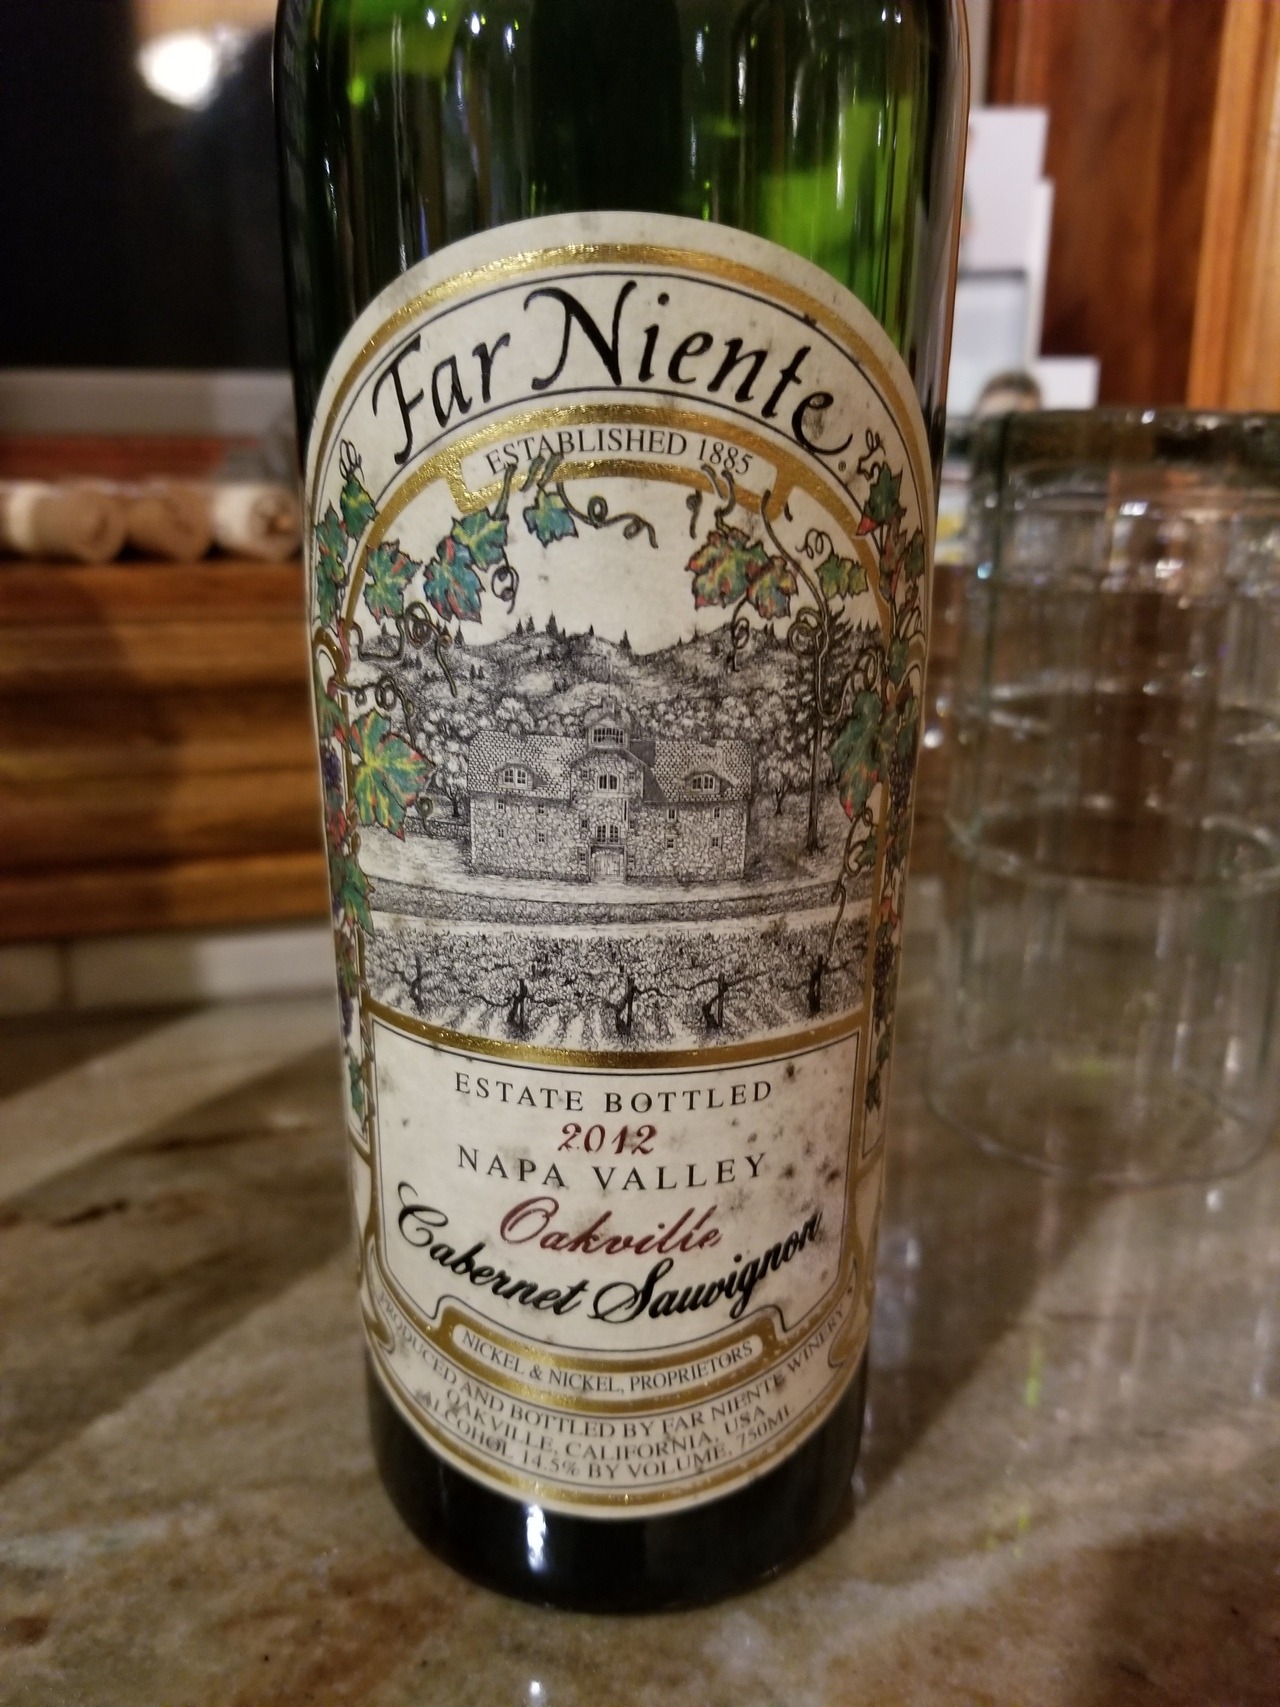 Far Niente
ESTABLISHED 1885
ESTATE BOTTLED
2012
NAPA VALLEY
Oakville
Cabernet Sauvignon
NICKEL & NICKEL, PROPRIETORS
PRODUCED AND BOTTLED BY FAR NIENTE WINERY
OAKVILLE, CALIFORNIA, USA
ALCOHOL 14.5% BY VOLUME, 750ML